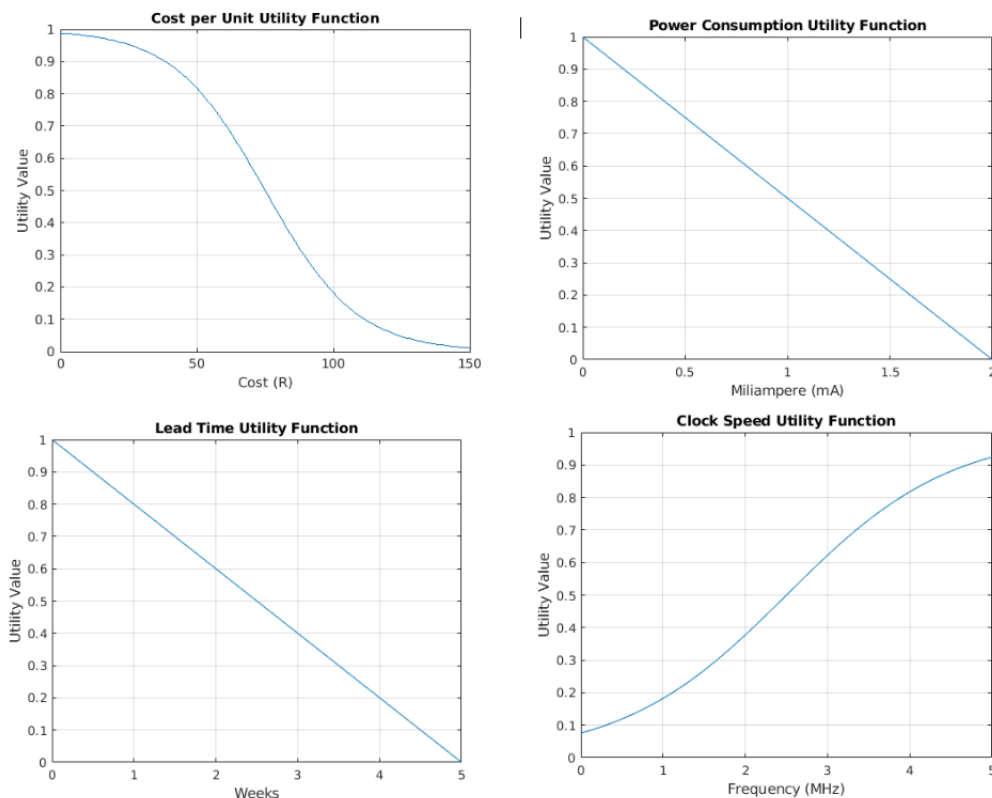 Cost per Unit Utility Function
1
0.9
0.8
0.7
0.6
0.5
0.4
0.3
0.2
0.1
0
Utility Value
0 50 100 150
Cost (R)
Power Consumption Utility Function
1
0.9
0.8
0.7
0.6
0.5
0.4
0.3
0.2
0.1
0
Utility Value
0 0.5 1 1.5 2
Miliampere (mA)
Lead Time Utility Function
1
0.9
0.8
0.7
0.6
0.5
0.4
0.3
0.2
0.1
0
Utility Value
0 1 2 3 4 5
Weeks
Clock Speed Utility Function
1
0.9
0.8
0.7
0.6
0.5
0.4
0.3
0.2
0.1
0
Utility Value
0 1 2 3 4 5
Frequency (MHz)